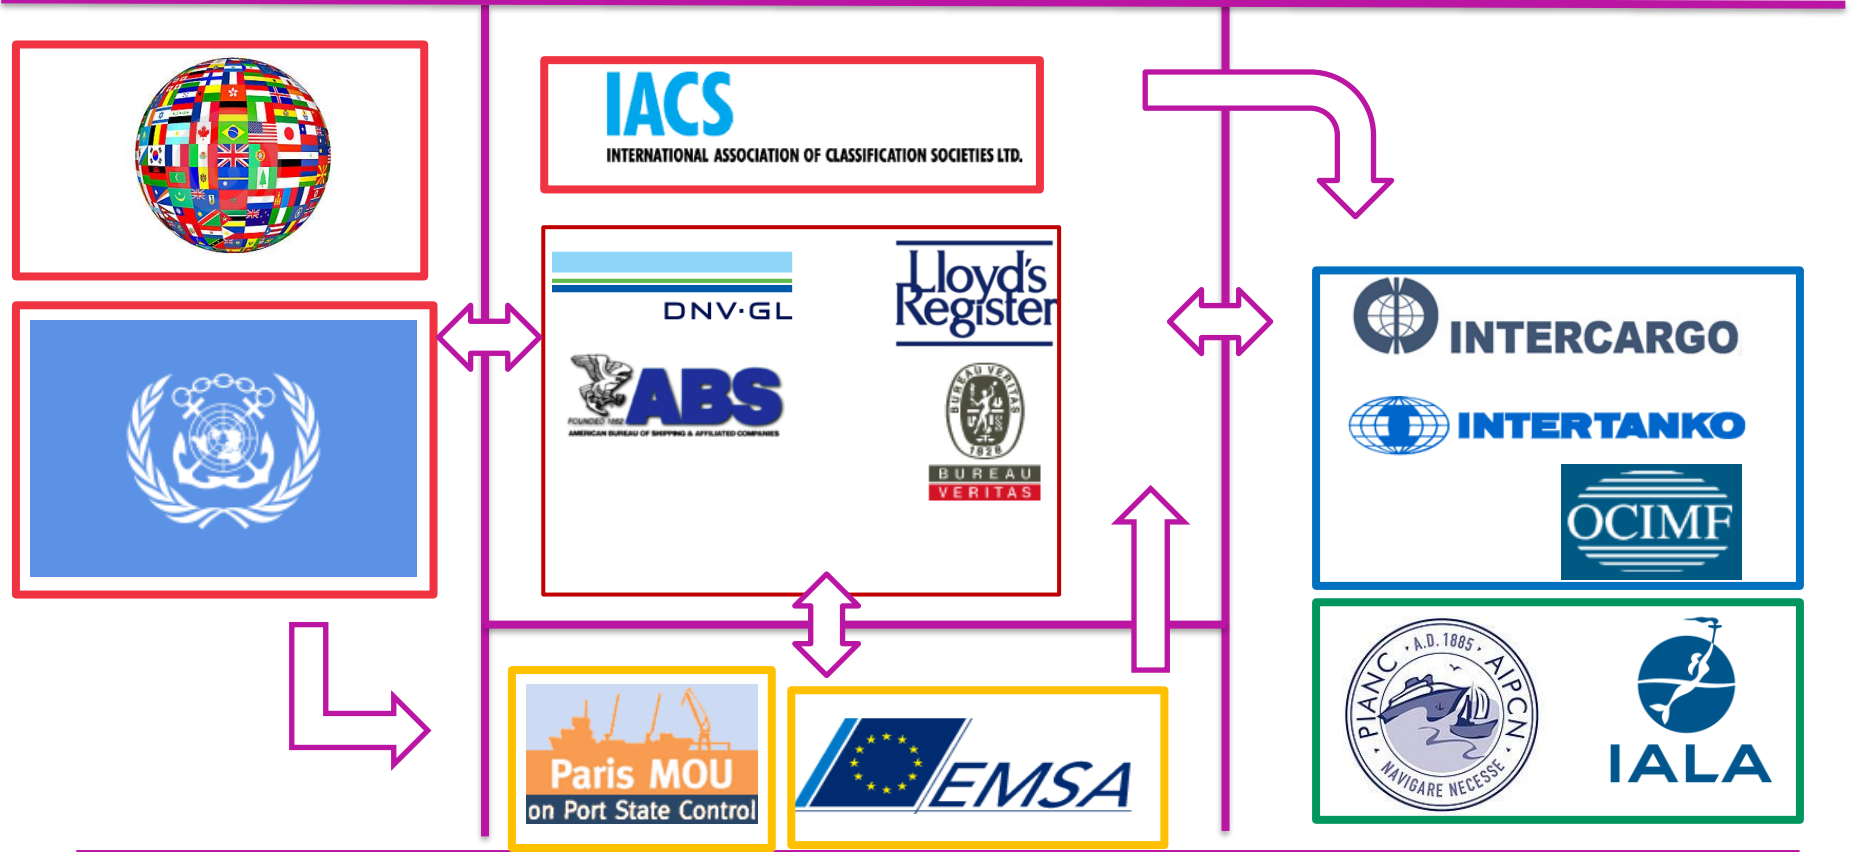 IACS
INTERNATIONAL ASSOCIATION OF CLASSIFICATION SOCIETIES LTD.
DNV·GL
Lloyd's
Register
ABS
FOUNDED 1862
AMERICAN BUREAU OF SHIPPING & AFFILIATED COMPANIES
BUREAU VERITAS
1828
BUREAU
VERITAS
INTERCARGO
INTERTANKO
OCIMF
Paris MOU
on Port State Control
EMSA
PIANC · A.D. 1885 · AIPCN
· NAVIGARE NECESSE ·
IALA